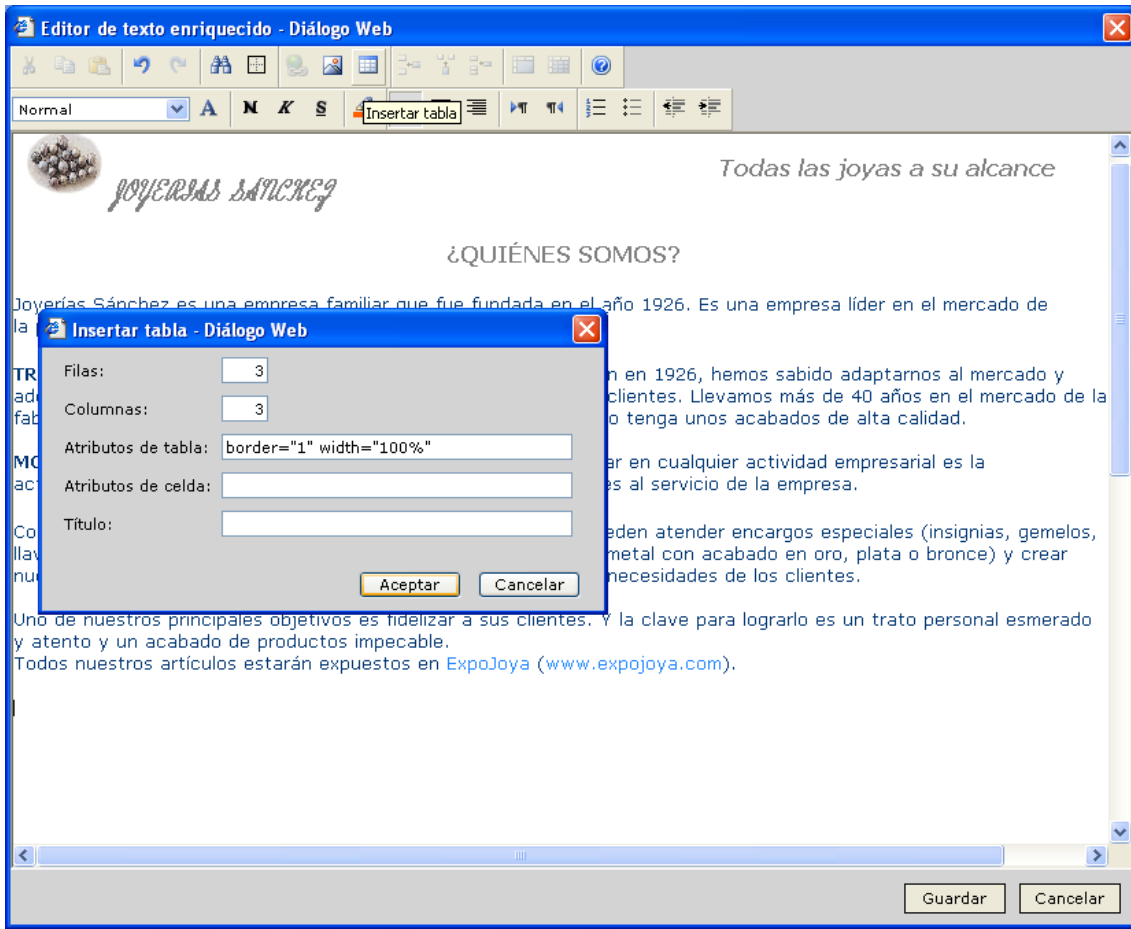 Editor de texto enriquecido - Diálogo Web
Normal
A N K S
Insertar tabla
JOYERIAS SANCHEZ
Todas las joyas a su alcance
¿QUIÉNES SOMOS?
Joyerías Sánchez es una empresa familiar que fue fundada en el año 1926. Es una empresa líder en el mercado de
la
Insertar tabla - Diálogo Web
Filas: 3
Columnas: 3
Atributos de tabla: border="1" width="100%"
Atributos de celda:
Título:
Aceptar Cancelar
TR
en 1926, hemos sabido adaptarnos al mercado y
clientes. Llevamos más de 40 años en el mercado de la
fab
o tenga unos acabados de alta calidad.
MO
ar en cualquier actividad empresarial es la
act
es al servicio de la empresa.
Co
eden atender encargos especiales (insignias, gemelos,
llav
metal con acabado en oro, plata o bronce) y crear
nue
necesidades de los clientes.
Uno de nuestros principales objetivos es fidelizar a sus clientes. Y la clave para lograrlo es un trato personal esmerado
y atento y un acabado de productos impecable.
Todos nuestros artículos estarán expuestos en ExpoJoya (www.expojoya.com).
Guardar Cancelar